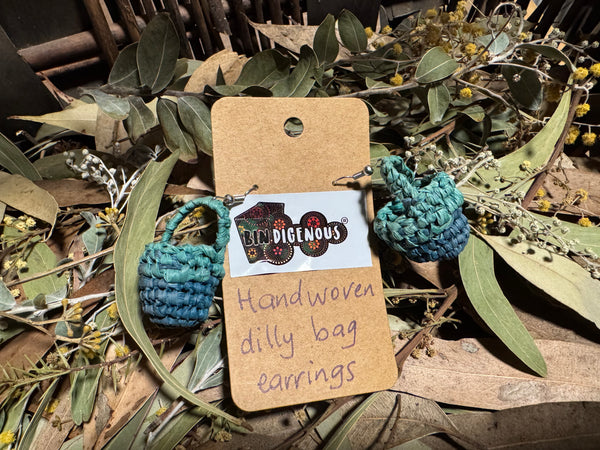 BINDIGENOUS®
Handwoven
dilly bag
earrings